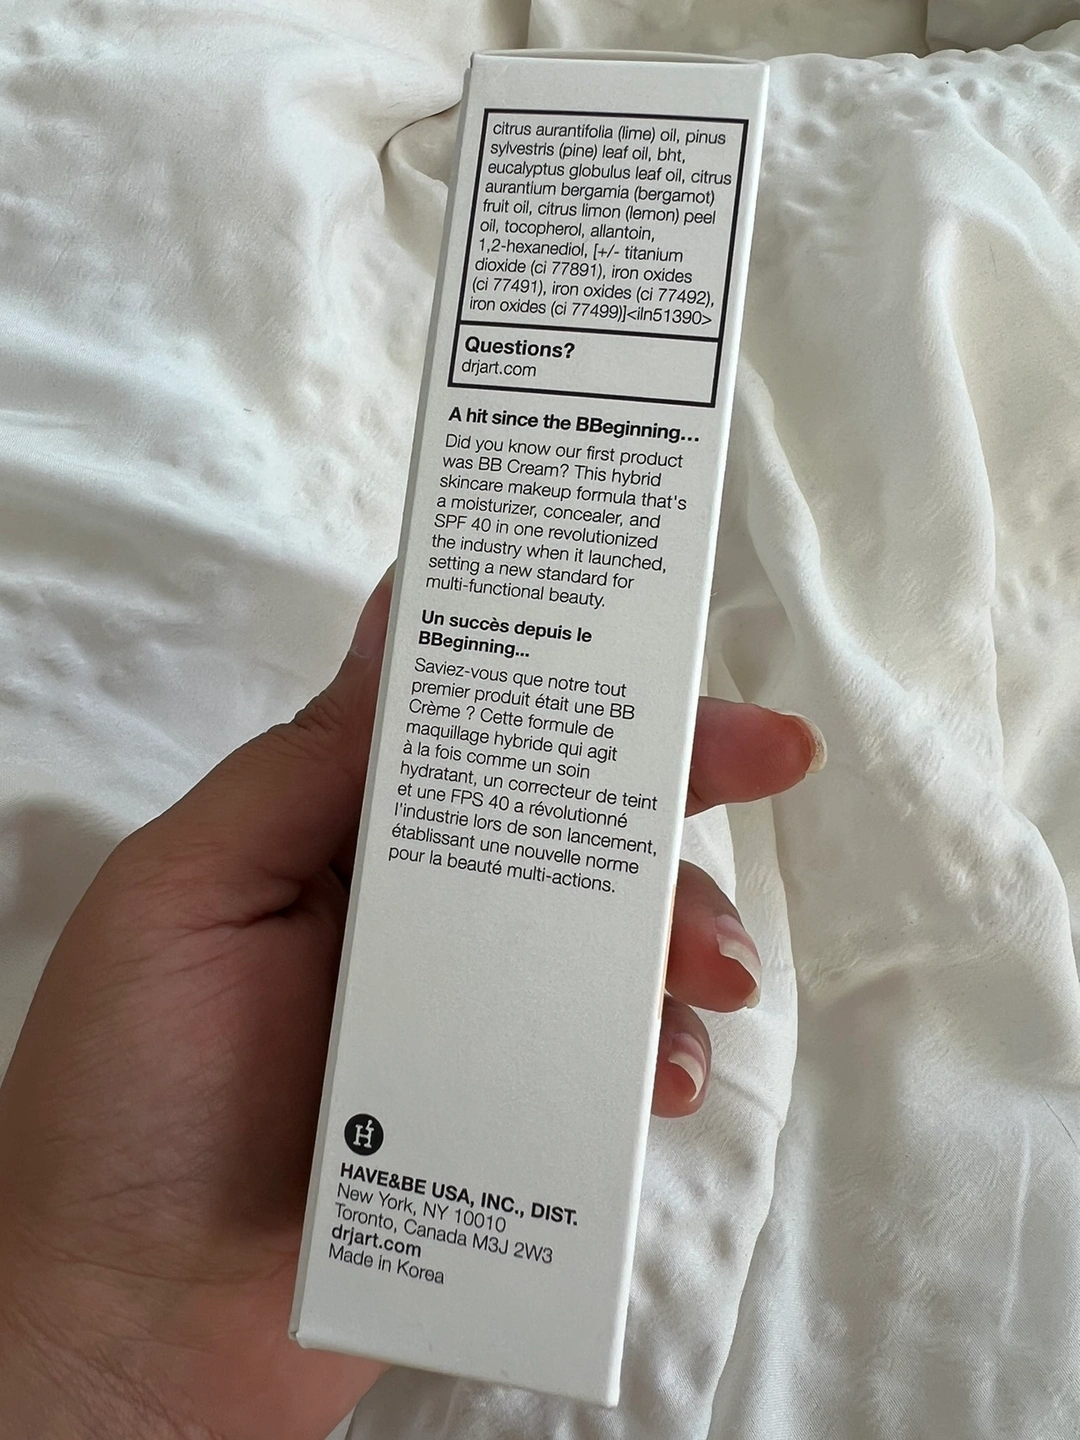 citrus aurantifolia (lime) oil, pinus
sylvestris (pine) leaf oil, bht,
eucalyptus globulus leaf oil, citrus
aurantium bergamia (bergamot)
fruit oil, citrus limon (lemon) peel
oil, tocopherol, allantoin,
1,2-hexanediol, [+/- titanium
dioxide (ci 77891), iron oxides
(ci 77491), iron oxides (ci 77492),
iron oxides (ci 77499)]<iln51390>
Questions?
drjart.com
A hit since the BBeginning...
Did you know our first product
was BB Cream? This hybrid
skincare makeup formula that's
a moisturizer, concealer, and
SPF 40 in one revolutionized
the industry when it launched,
setting a new standard for
multi-functional beauty.
Un succès depuis le
BBeginning...
Saviez-vous que notre tout
premier produit était une BB
Crème ? Cette formule de
maquillage hybride qui agit
à la fois comme un soin
hydratant, un correcteur de teint
et une FPS 40 a révolutionné
l'industrie lors de son lancement,
établissant une nouvelle norme
pour la beauté multi-actions.
H
HAVE&BE USA, INC., DIST.
New York, NY 10010
Toronto, Canada M3J 2W3
drjart.com
Made in Korea